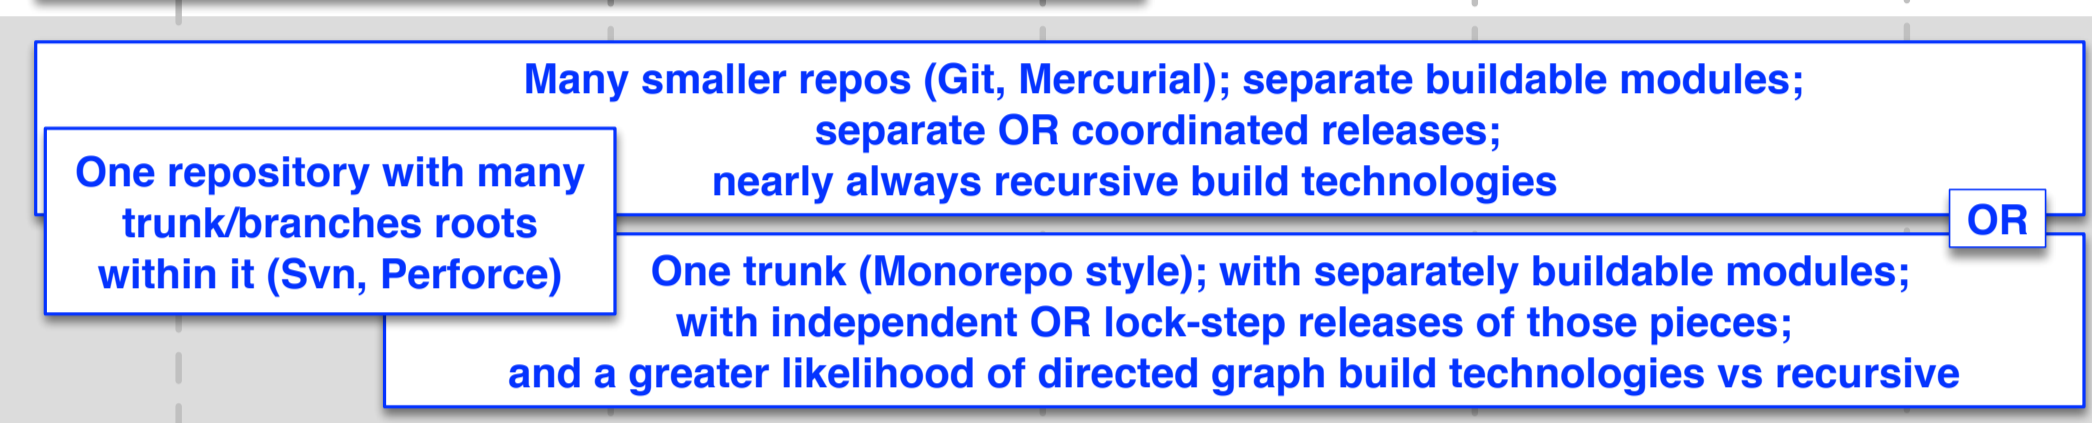 Many smaller repos (Git, Mercurial); separate buildable modules;
separate OR coordinated releases;
nearly always recursive build technologies
One repository with many
trunk/branches roots
within it (Svn, Perforce)
OR
One trunk (Monorepo style); with separately buildable modules;
with independent OR lock-step releases of those pieces;
and a greater likelihood of directed graph build technologies vs recursive